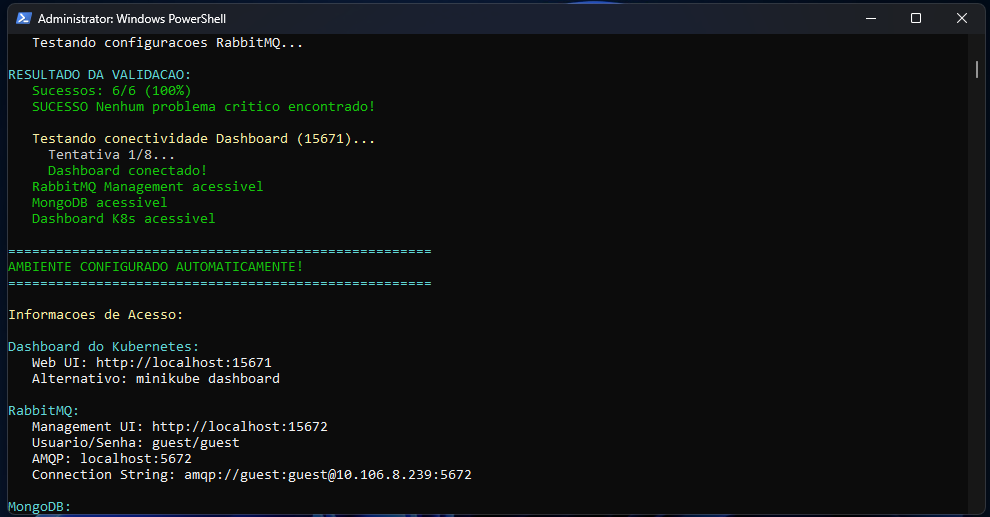 Administrator: Windows PowerShell
Testando configuracoes RabbitMQ...
RESULTADO DA VALIDACAO:
Sucessos: 6/6 (100%)
SUCESSO Nenhum problema critico encontrado!
Testando conectividade Dashboard (15671)...
Tentativa 1/8...
Dashboard conectado!
RabbitMQ Management acessivel
MongoDB acessivel
Dashboard K8s acessivel
=====================================================
AMBIENTE CONFIGURADO AUTOMATICAMENTE!
=====================================================
Informacoes de Acesso:
Dashboard do Kubernetes:
Web UI: http://localhost:15671
Alternativo: minikube dashboard
RabbitMQ:
Management UI: http://localhost:15672
Usuario/Senha: guest/guest
AMQP: localhost:5672
Connection String: amqp://guest:guest@10.106.8.239:5672
MongoDB: